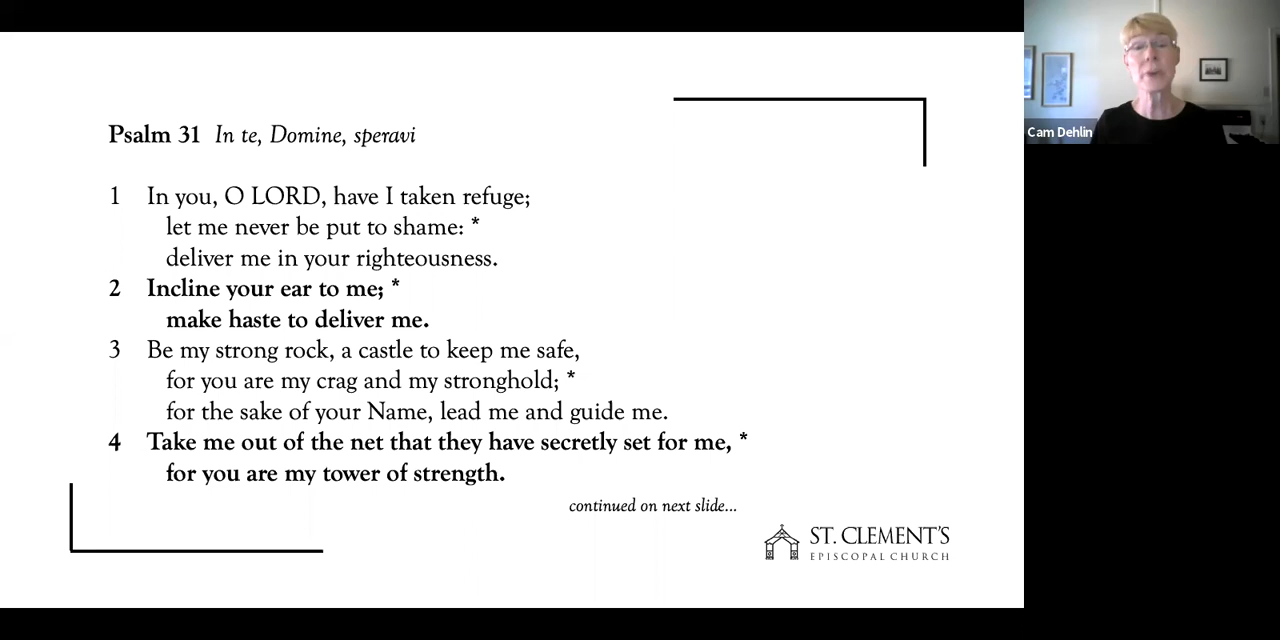 Psalm 31 In te, Domine, speravi
1 In you, O LORD, have I taken refuge;
let me never be put to shame: *
deliver me in your righteousness.
2 Incline your ear to me; *
make haste to deliver me.
3 Be my strong rock, a castle to keep me safe,
for you are my crag and my stronghold; *
for the sake of your Name, lead me and guide me.
4 Take me out of the net that they have secretly set for me, *
for you are my tower of strength.
continued on next slide...
ST. CLEMENT'S
EPISCOPAL CHURCH
Cam Dehlin